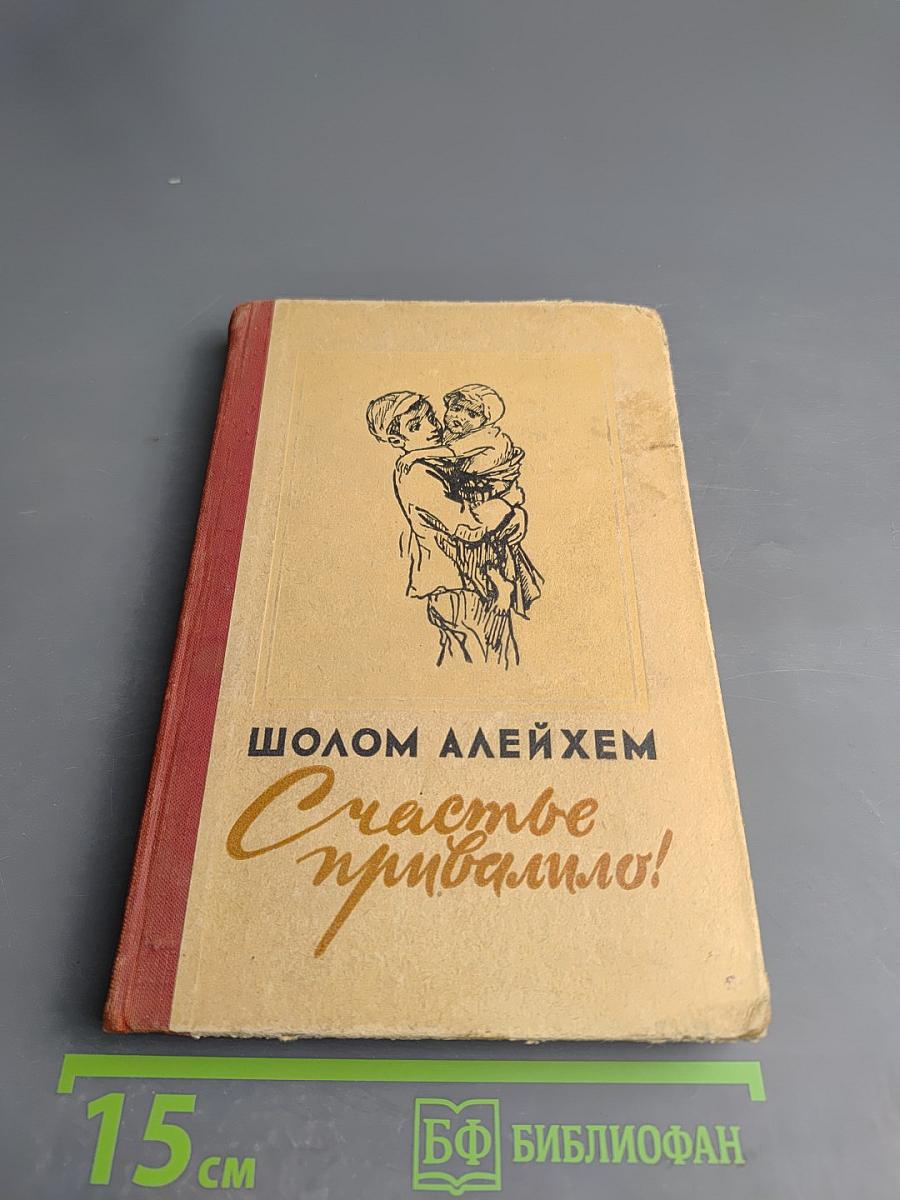 ШОЛОМ АЛЕЙХЕМ
Счастье
привалило!
15 см
БФ БИБЛИОФАН